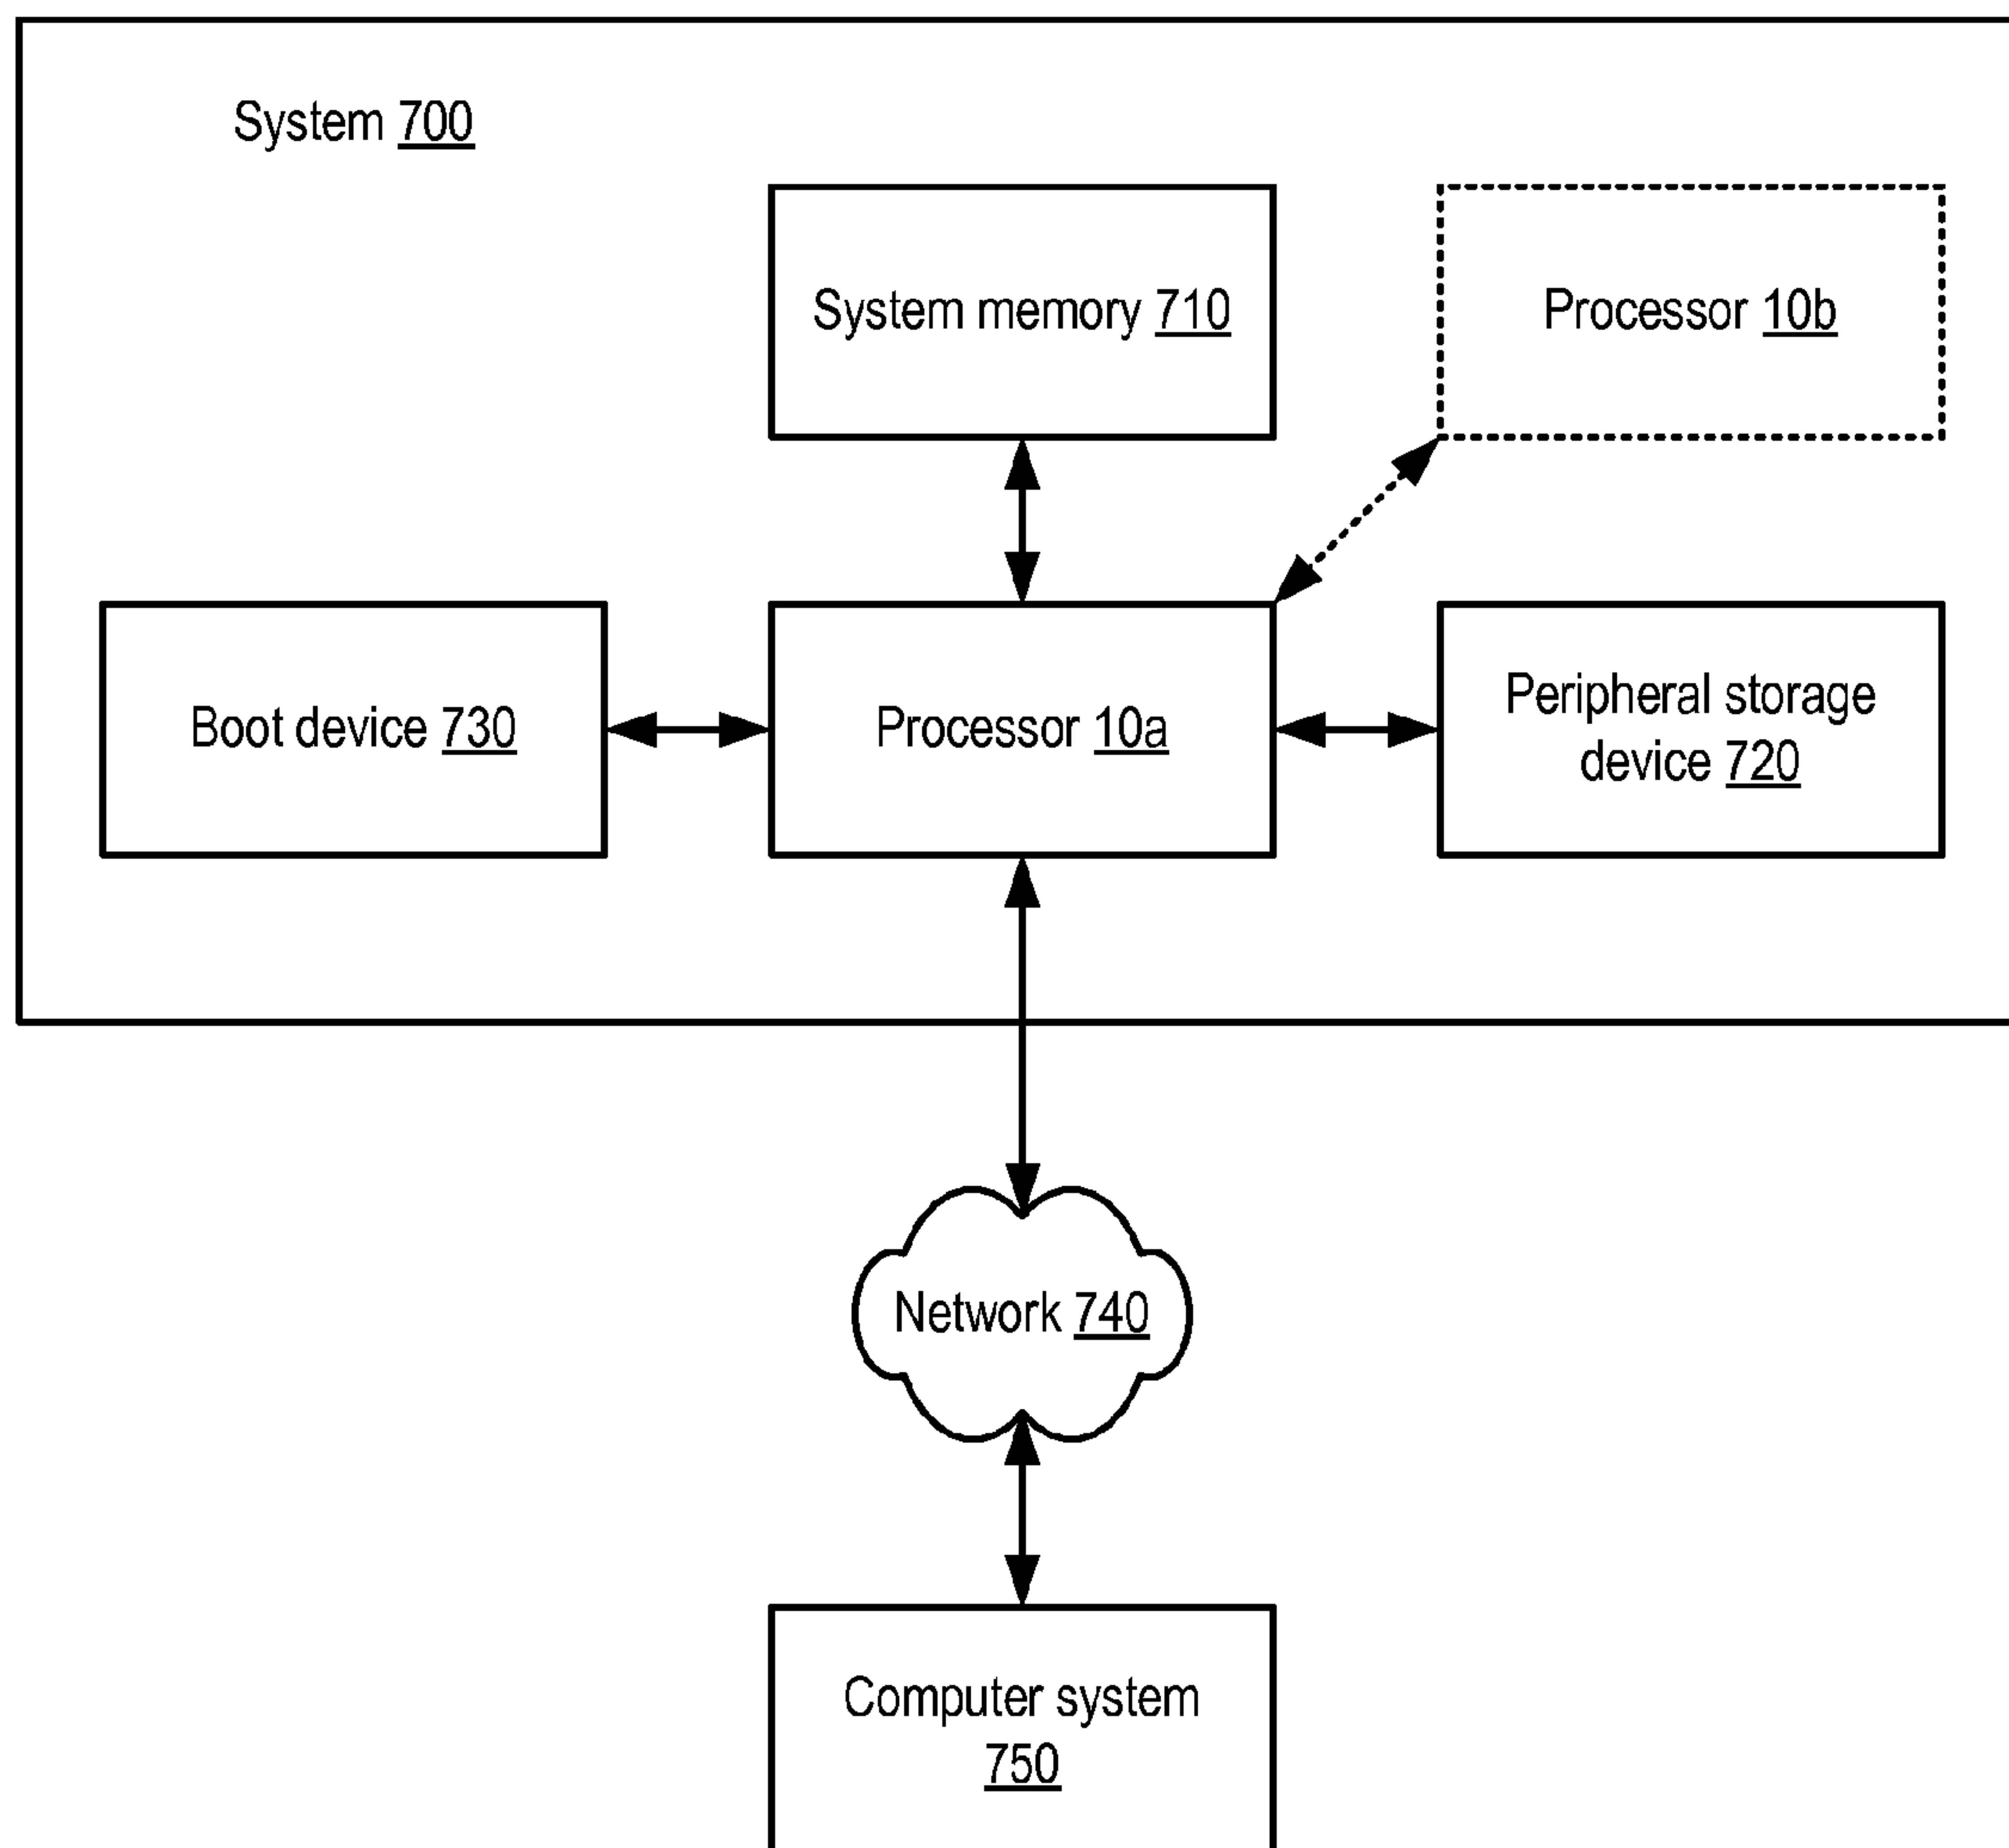 System 700
System memory 710
Processor 10b
Boot device 730
Processor 10a
Peripheral storage
device 720
Network 740
Computer system
750